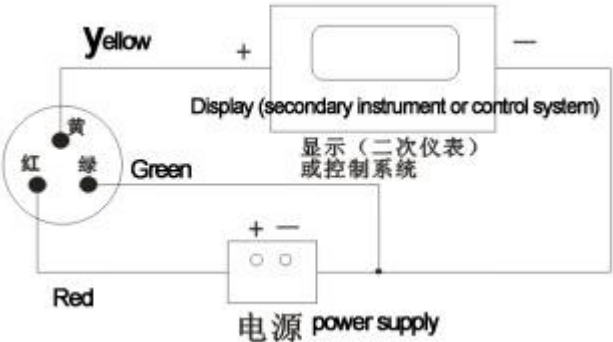 Yellow
+
—
Display (secondary instrument or control system)
显示（二次仪表）
或控制系统
黄
红 绿
Green
+ —
Red
电源 power supply